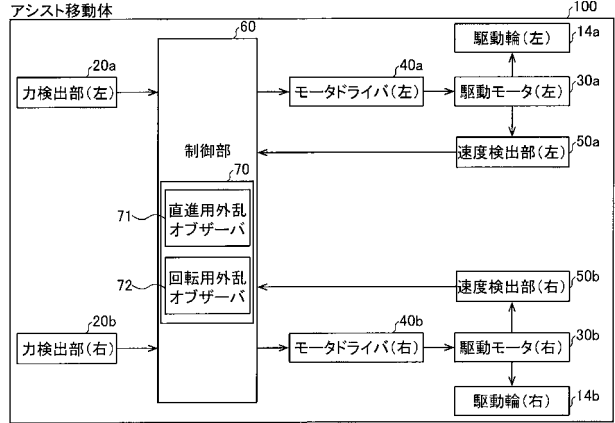 アシスト移動体
100
60
駆動輪(左)
14a
20a
40a
力検出部(左)
モータドライバ(左)
駆動モータ(左)
30a
制御部
速度検出部(左)
50a
70
71
直進用外乱
オブザーバ
72
回転用外乱
オブザーバ
速度検出部(右)
50b
20b
40b
力検出部(右)
モータドライバ(右)
駆動モータ(右)
30b
駆動輪(右)
14b